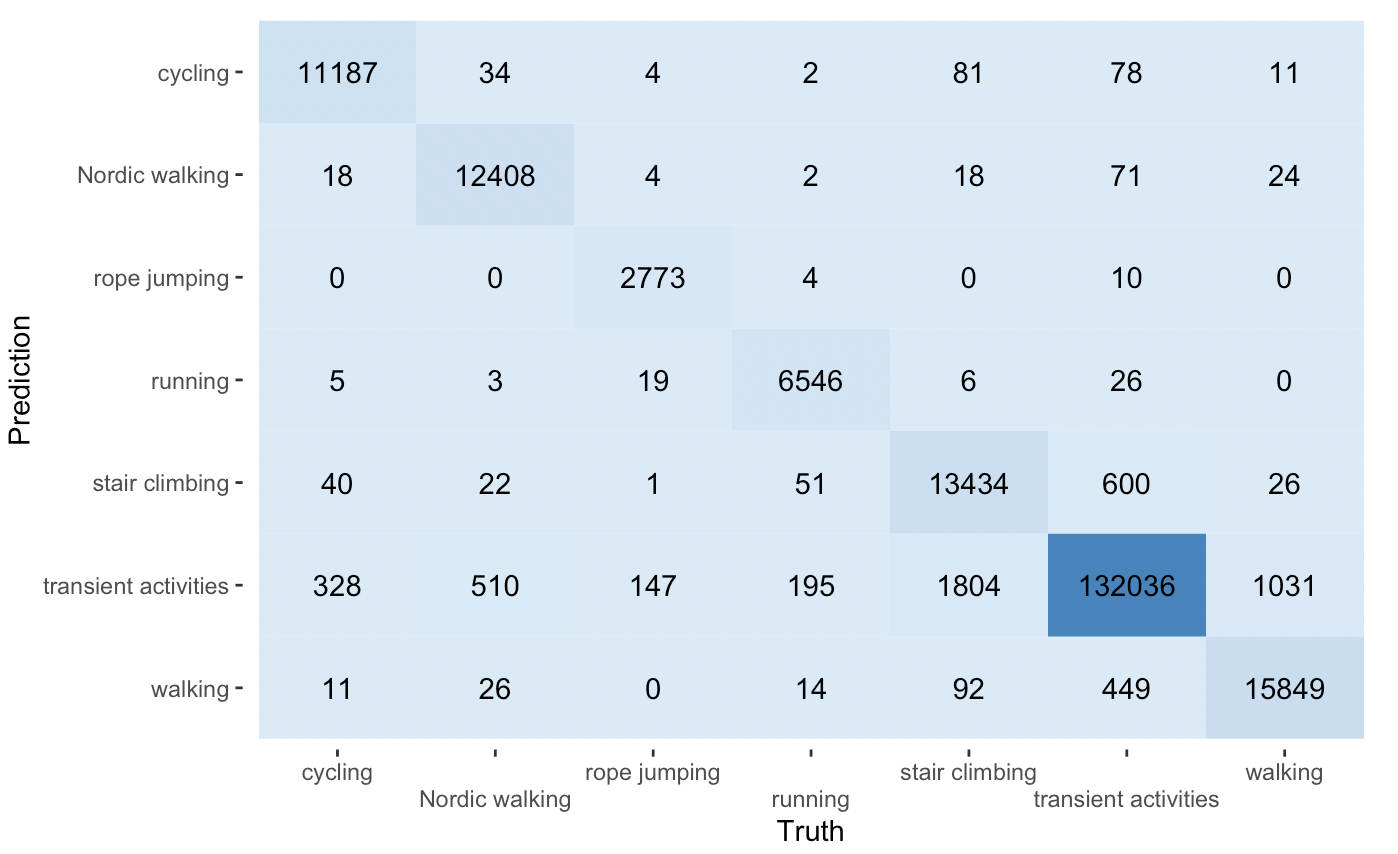 cycling 11187 34 4 2 81 78 11
Nordic walking 18 12408 4 2 18 71 24
rope jumping 0 0 2773 4 0 10 0
running 5 3 19 6546 6 26 0
stair climbing 40 22 1 51 13434 600 26
transient activities 328 510 147 195 1804 132036 1031
walking 11 26 0 14 92 449 15849
Prediction
cycling rope jumping stair climbing walking
Nordic walking running transient activities
Truth